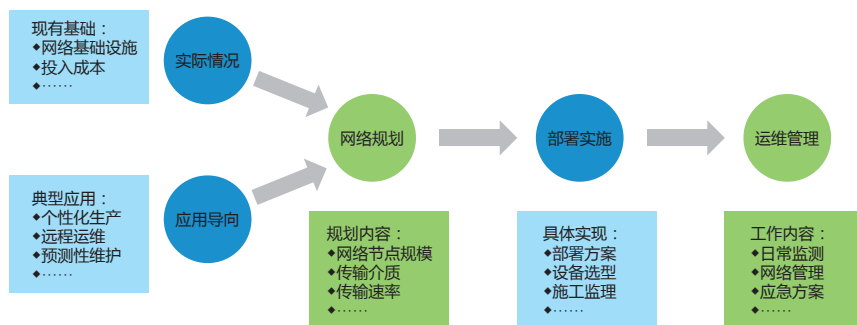 现有基础：
◆网络基础设施
◆投入成本
◆……
实际情况
典型应用：
◆个性化生产
◆远程运维
◆预测性维护
◆……
应用导向
网络规划
规划内容：
◆网络节点规模
◆传输介质
◆传输速率
◆……
部署实施
具体实现：
◆部署方案
◆设备选型
◆施工监理
◆……
运维管理
工作内容：
◆日常监测
◆网络管理
◆应急方案
◆……